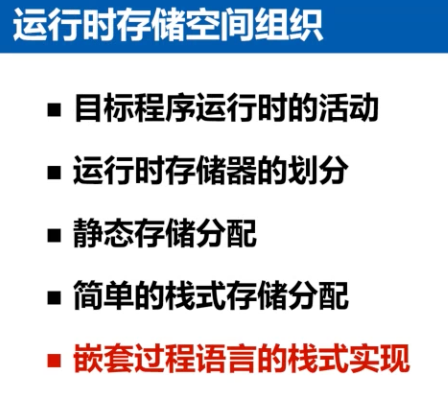 运行时存储空间组织
■ 目标程序运行时的活动
■ 运行时存储器的划分
■ 静态存储分配
■ 简单的栈式存储分配
■ 嵌套过程语言的栈式实现